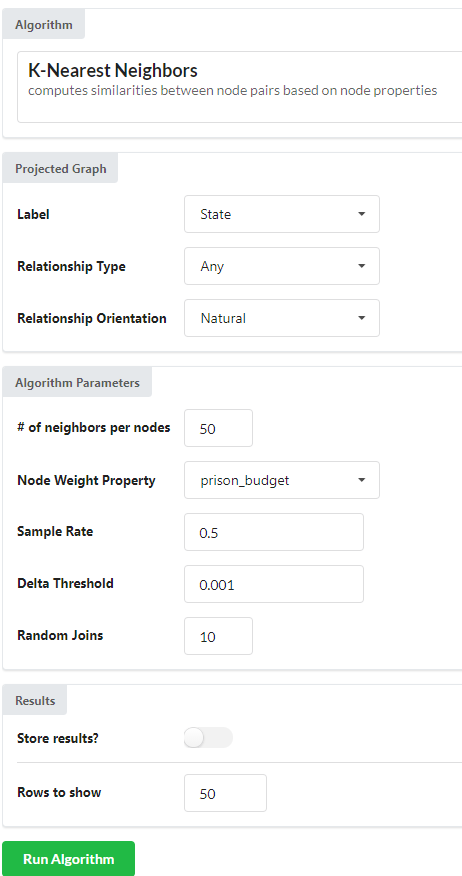 Algorithm
K-Nearest Neighbors
computes similarities between node pairs based on node properties
Projected Graph
Label State
Relationship Type Any
Relationship Orientation Natural
Algorithm Parameters
# of neighbors per nodes 50
Node Weight Property prison_budget
Sample Rate 0.5
Delta Threshold 0.001
Random Joins 10
Results
Store results?
Rows to show 50
Run Algorithm